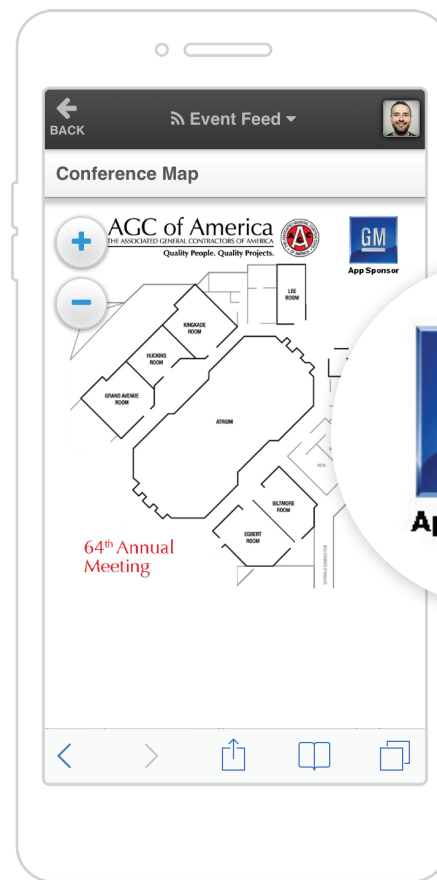 BACK
Event Feed
Conference Map
AGC of America
THE ASSOCIATED GENERAL CONTRACTORS OF AMERICA
Quality People. Quality Projects.
GM
App Sponsor
LEE
ROOM
KINGKADE
ROOM
HUCKINS
ROOM
GRAND AVENUE
ROOM
ATRIUM
BILTMORE
ROOM
EGBERT
ROOM
64th Annual
Meeting